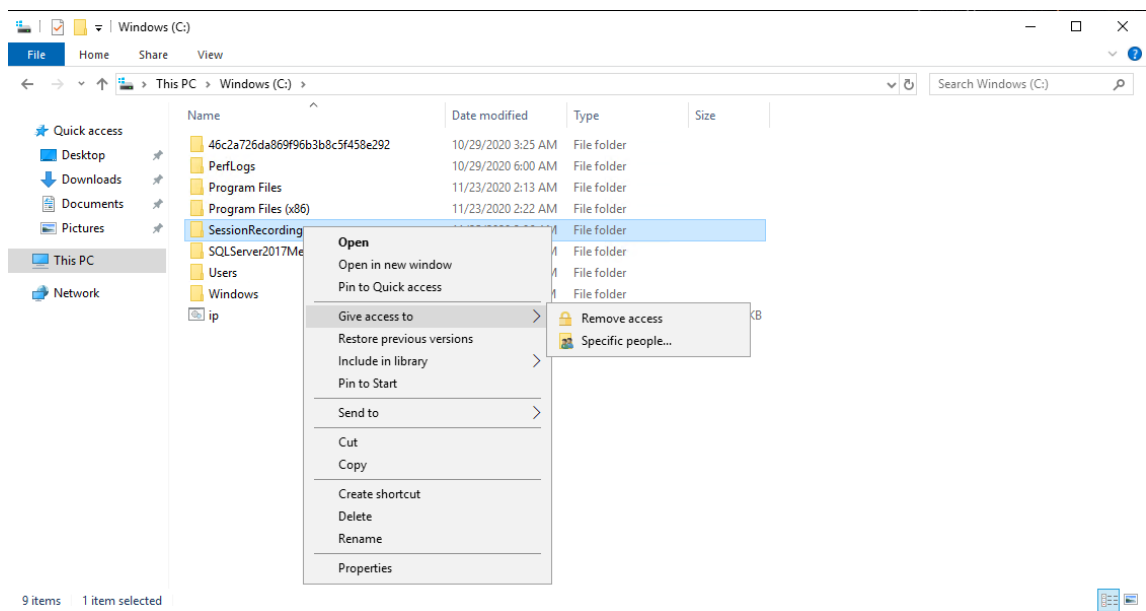 Windows (C:)
File Home Share View
This PC > Windows (C:) > Search Windows (C:)
Name Date modified Type Size
Quick access
Desktop
Downloads
Documents
Pictures
This PC
Network
46c2a726da869f96b3b8c5f458e292 10/29/2020 3:25 AM File folder
PerfLogs 10/29/2020 6:00 AM File folder
Program Files 11/23/2020 2:13 AM File folder
Program Files (x86) 11/23/2020 2:22 AM File folder
SessionRecording File folder
SQLServer2017Me File folder
Users File folder
Windows File folder
ip KB
Open
Open in new window
Pin to Quick access
Give access to >
Restore previous versions
Include in library >
Pin to Start
Send to >
Cut
Copy
Create shortcut
Delete
Rename
Properties
Remove access
Specific people...
9 items 1 item selected